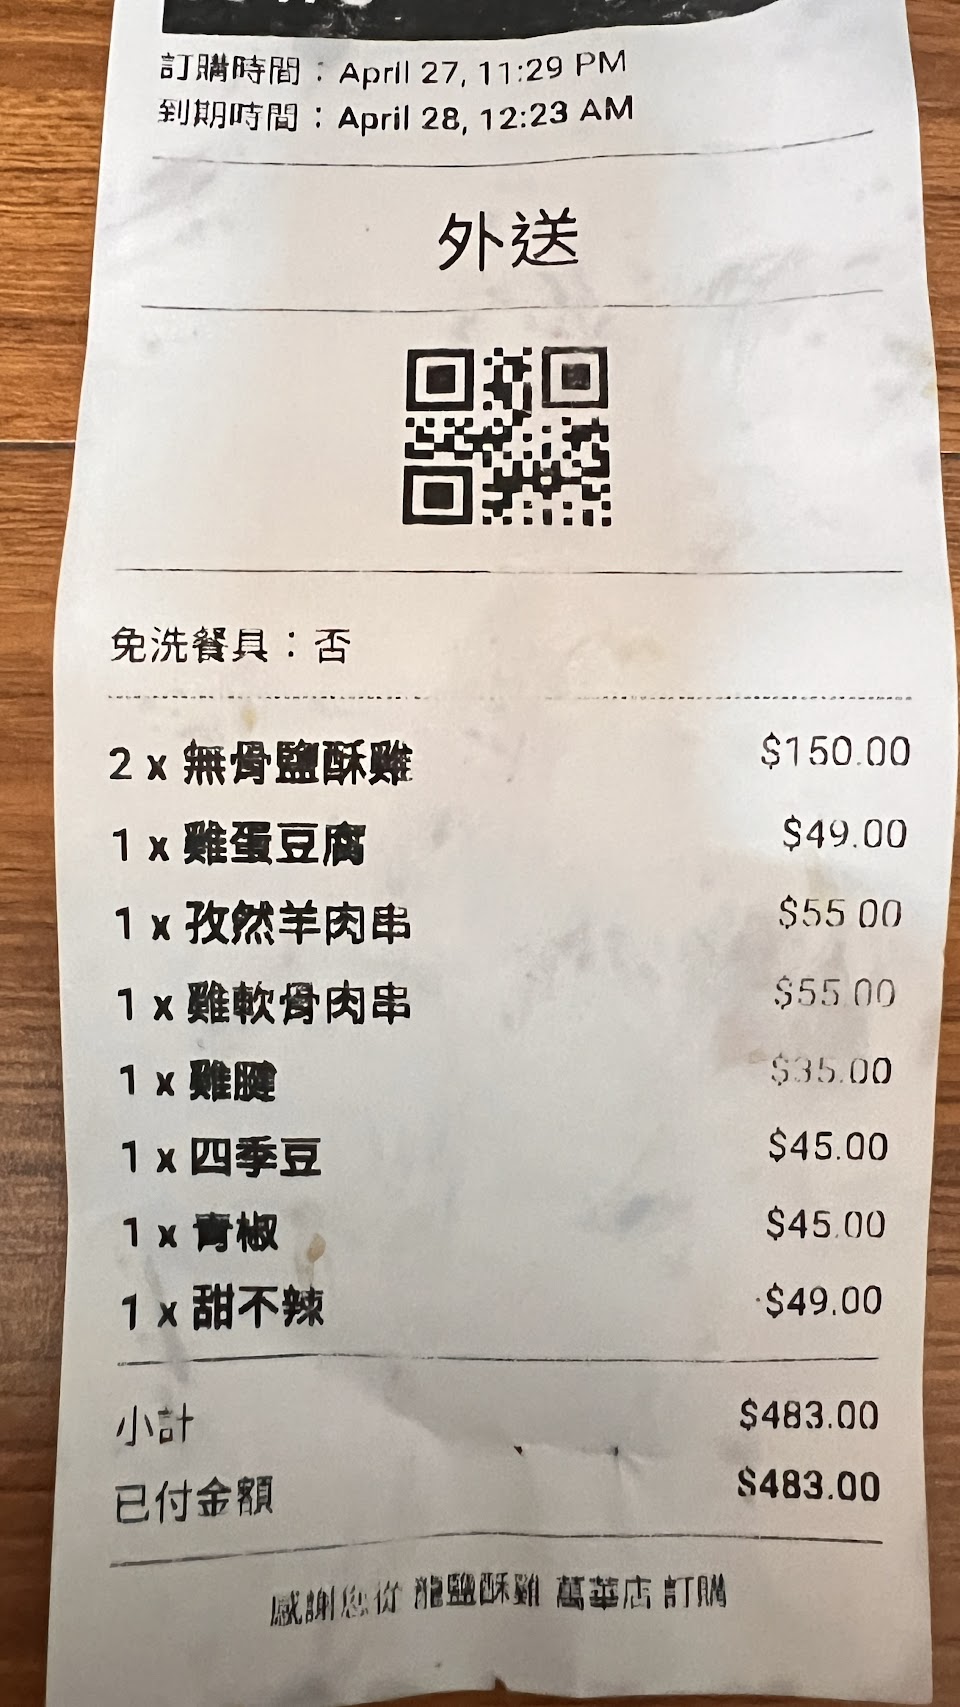 訂購時間：April 27, 11:29 PM
到期時間：April 28, 12:23 AM
外送
免洗餐具：否
2 x 無骨鹽酥雞 $150.00
1 x 雞蛋豆腐 $49.00
1 x 孜然羊肉串 $55.00
1 x 雞軟骨肉串 $55.00
1 x 雞腱 $35.00
1 x 四季豆 $45.00
1 x 青椒 $45.00
1 x 甜不辣 $49.00
小計 $483.00
已付金額 $483.00
感謝您從 龍鹽酥雞 萬華店 訂購